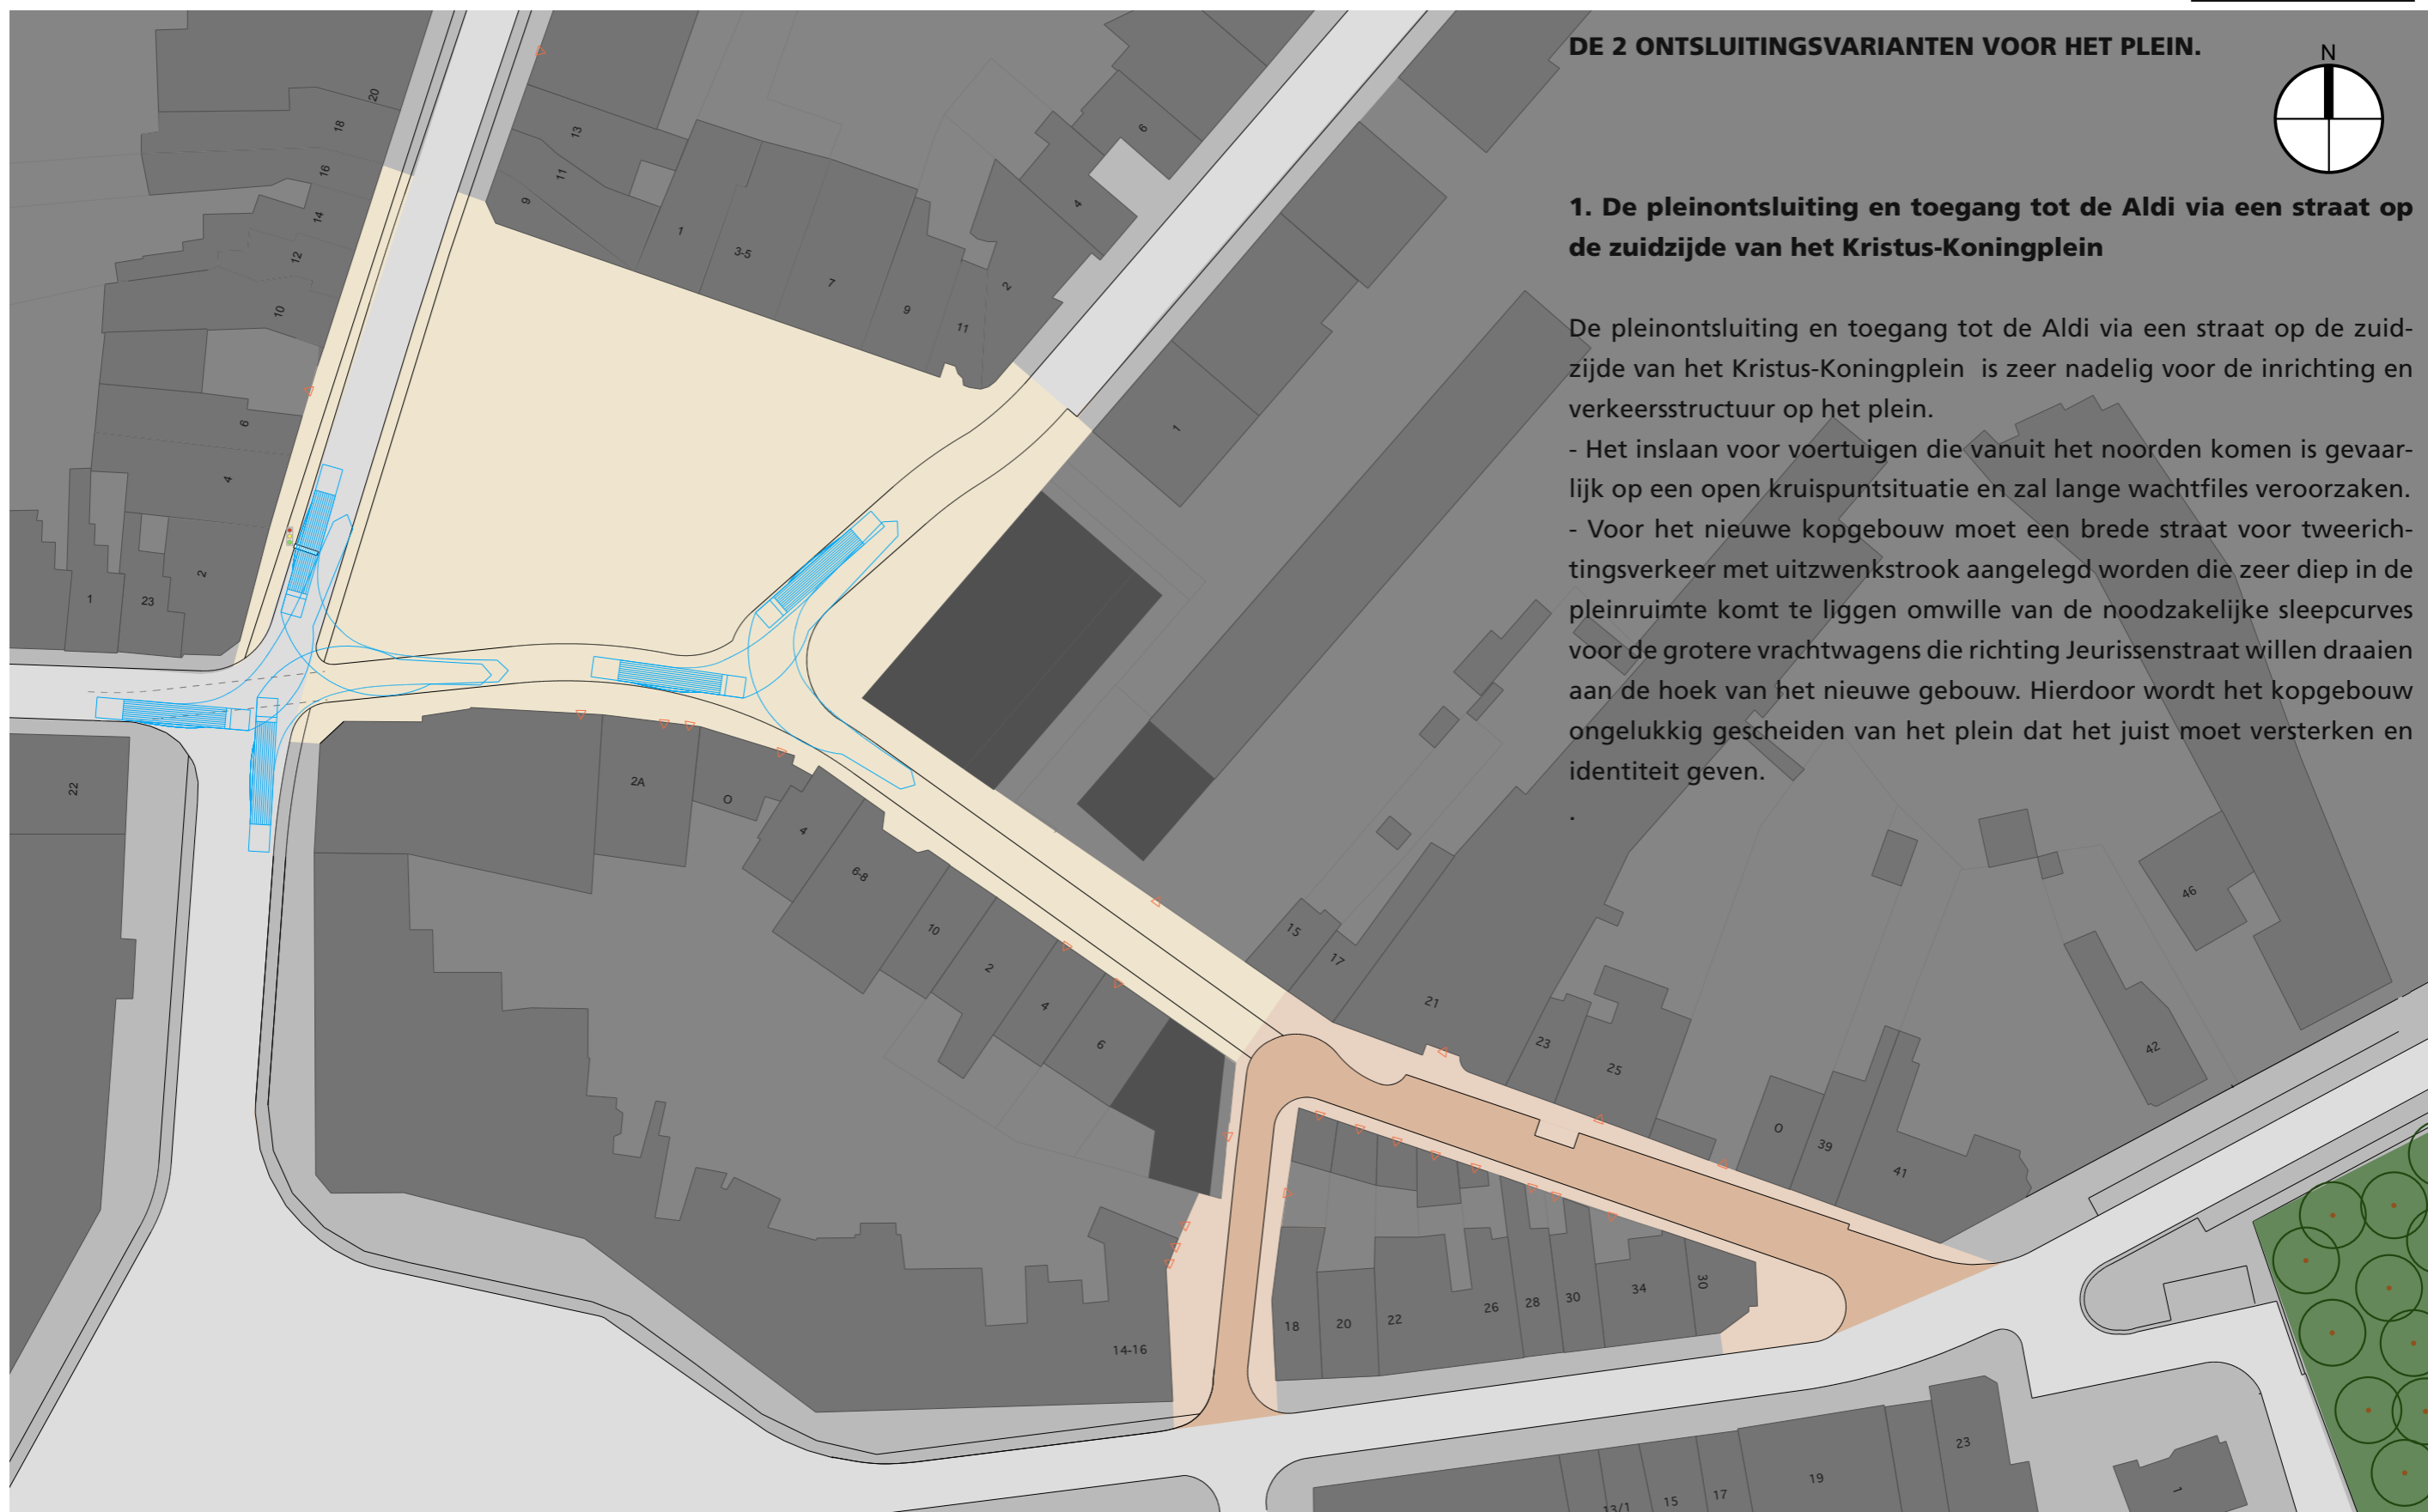 DE 2 ONTSLUITINGSVARIANTEN VOOR HET PLEIN.
N
1. De pleinontsluiting en toegang tot de Aldi via een straat op
de zuidzijde van het Kristus-Koningplein
De pleinontsluiting en toegang tot de Aldi via een straat op de zuid-
zijde van het Kristus-Koningplein is zeer nadelig voor de inrichting en
verkeersstructuur op het plein.
- Het inslaan voor voertuigen die vanuit het noorden komen is gevaar-
lijk op een open kruispuntsituatie en zal lange wachtfiles veroorzaken.
- Voor het nieuwe kopgebouw moet een brede straat voor tweerich-
tingsverkeer met uitzwenkstrook aangelegd worden die zeer diep in de
pleinruimte komt te liggen omwille van de noodzakelijke sleepcurves
voor de grotere vrachtwagens die richting Jeurissenstraat willen draaien
aan de hoek van het nieuwe gebouw. Hierdoor wordt het kopgebouw
ongelukkig gescheiden van het plein dat het juist moet versterken en
identiteit geven.
.
20
18
16
14
12
10
6
4
2
1
23
22
13
11
9
1
3-5
7
9
11
2
4
6
1
2A
O
4
6-8
10
2
4
6
15
17
21
23
25
O
39
41
46
42
14-16
18
20
22
26
28
30
34
30
13/1
15
17
19
23
1